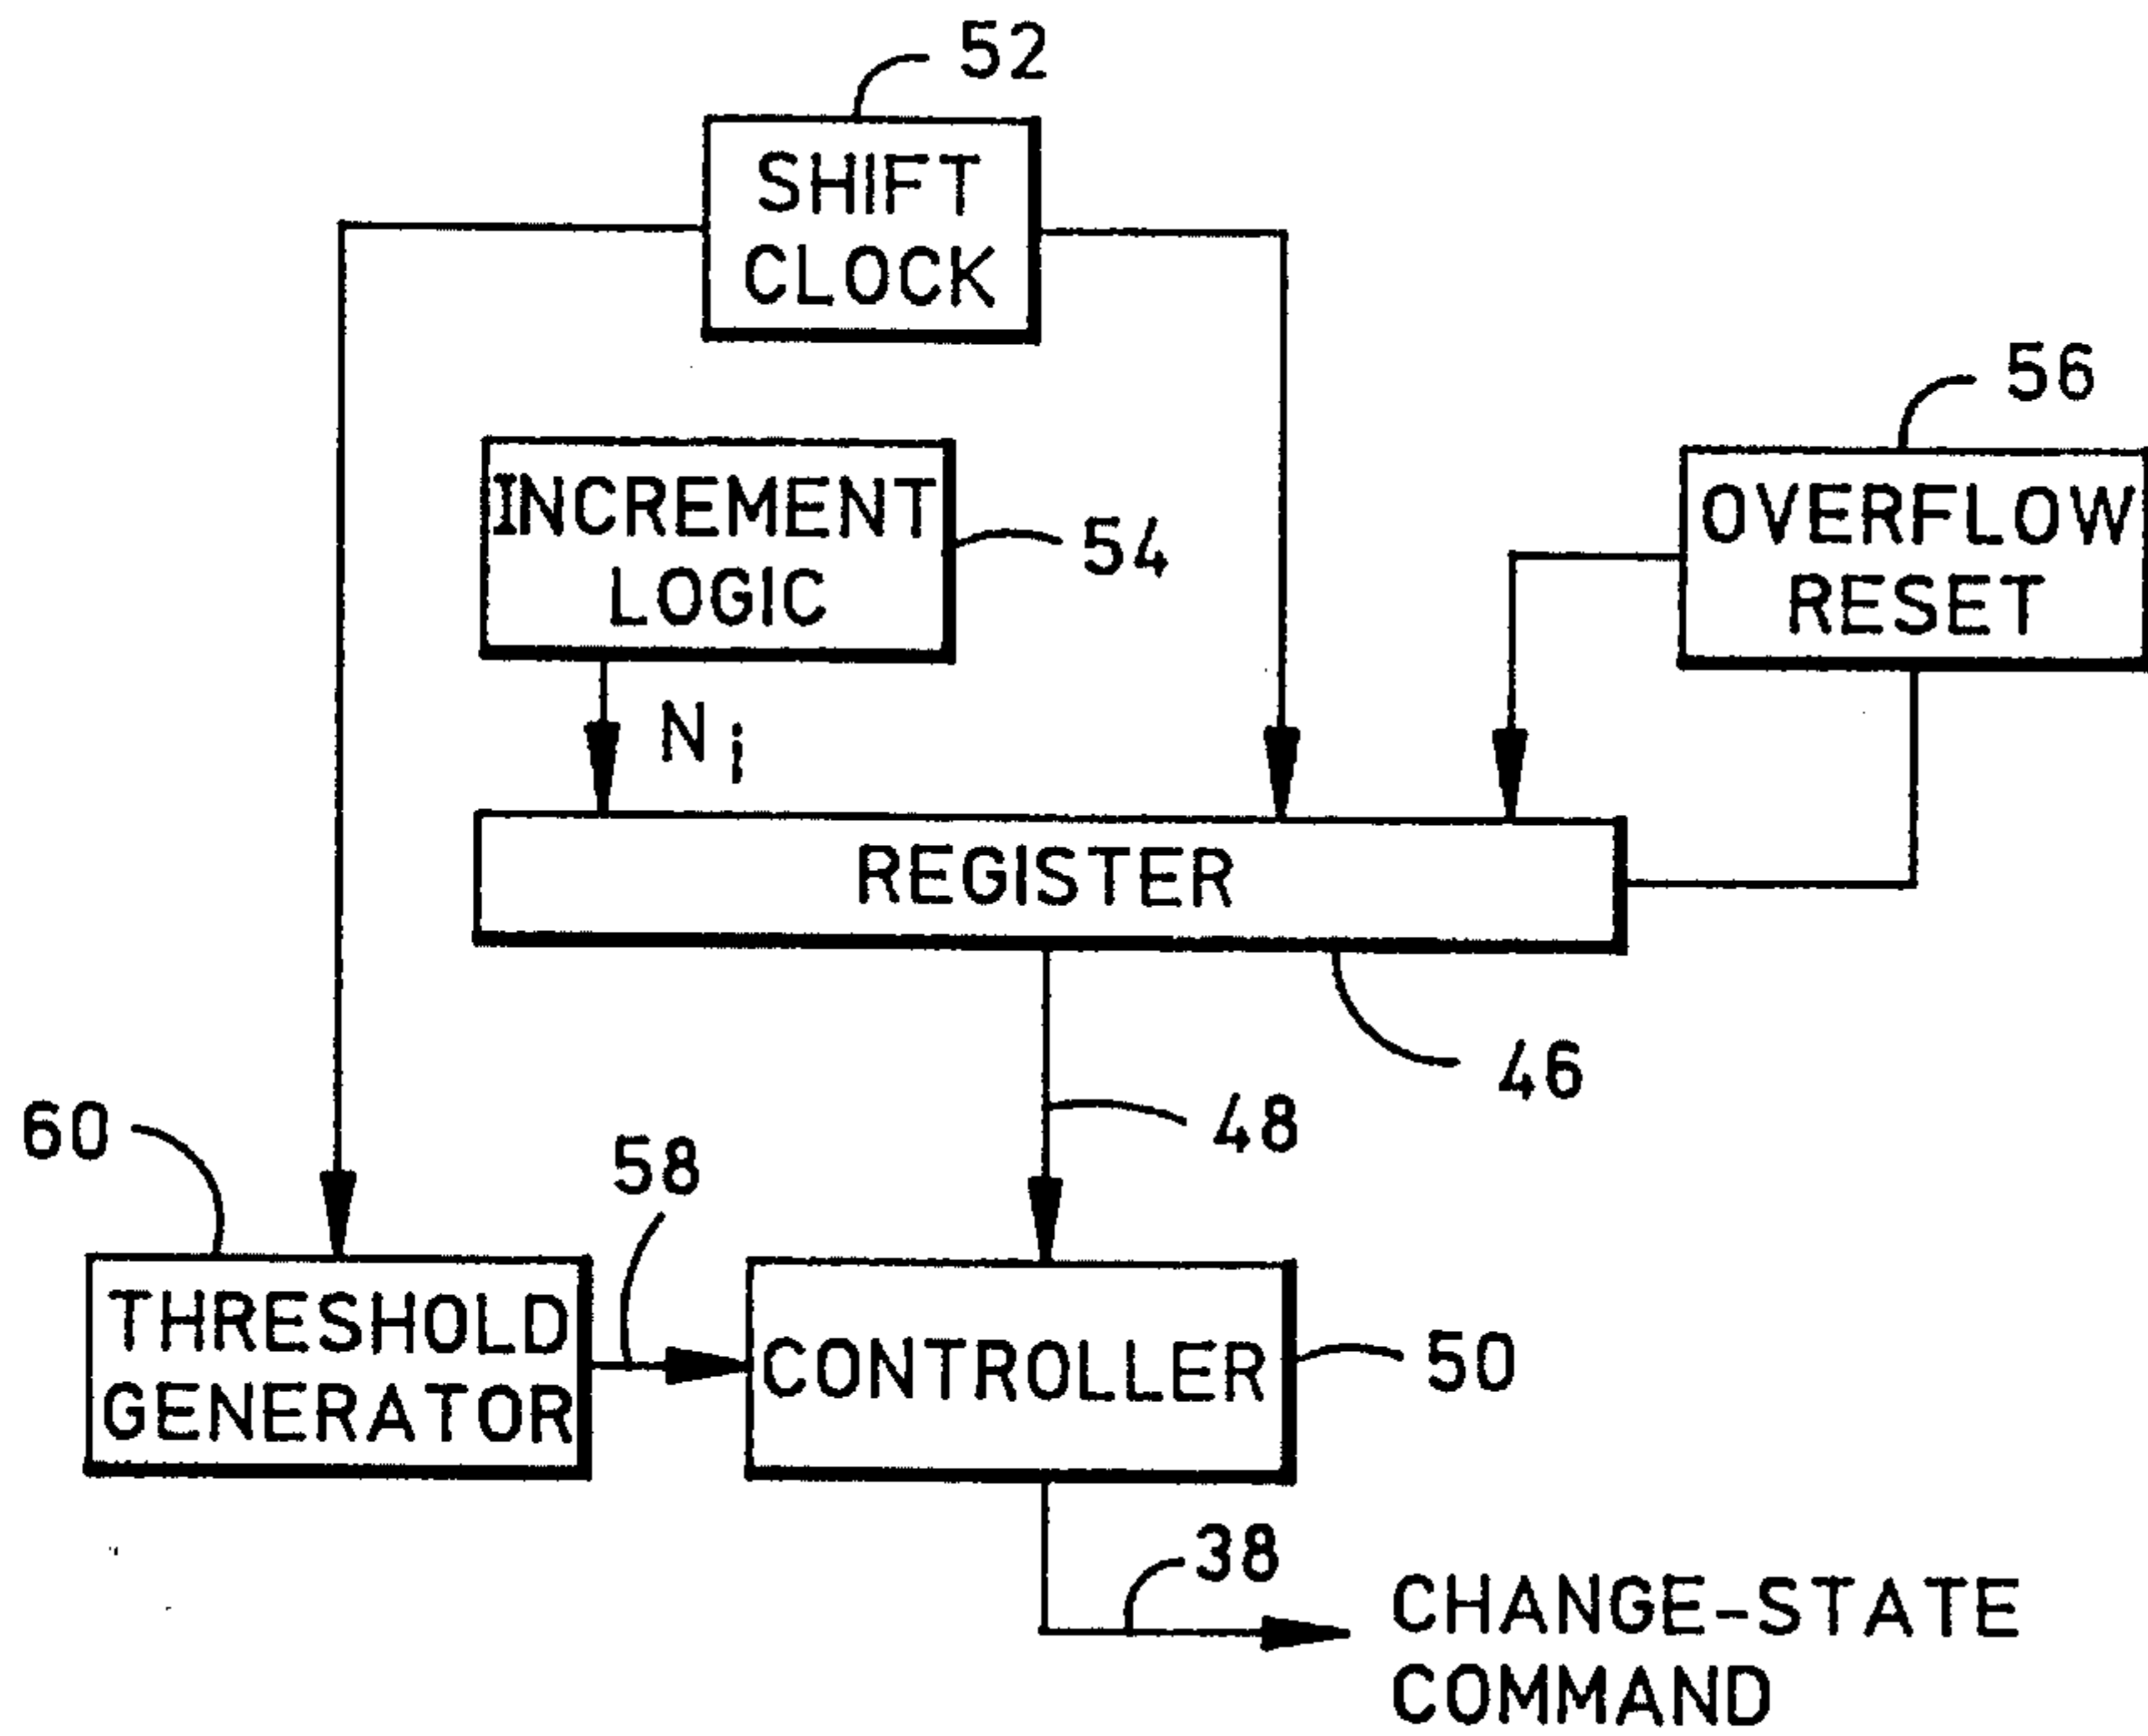 52
SHIFT
CLOCK
56
INCREMENT
LOGIC
54
OVERFLOW
RESET
N i
REGISTER
46
48
60
58
THRESHOLD
GENERATOR
CONTROLLER
50
38
CHANGE-STATE
COMMAND